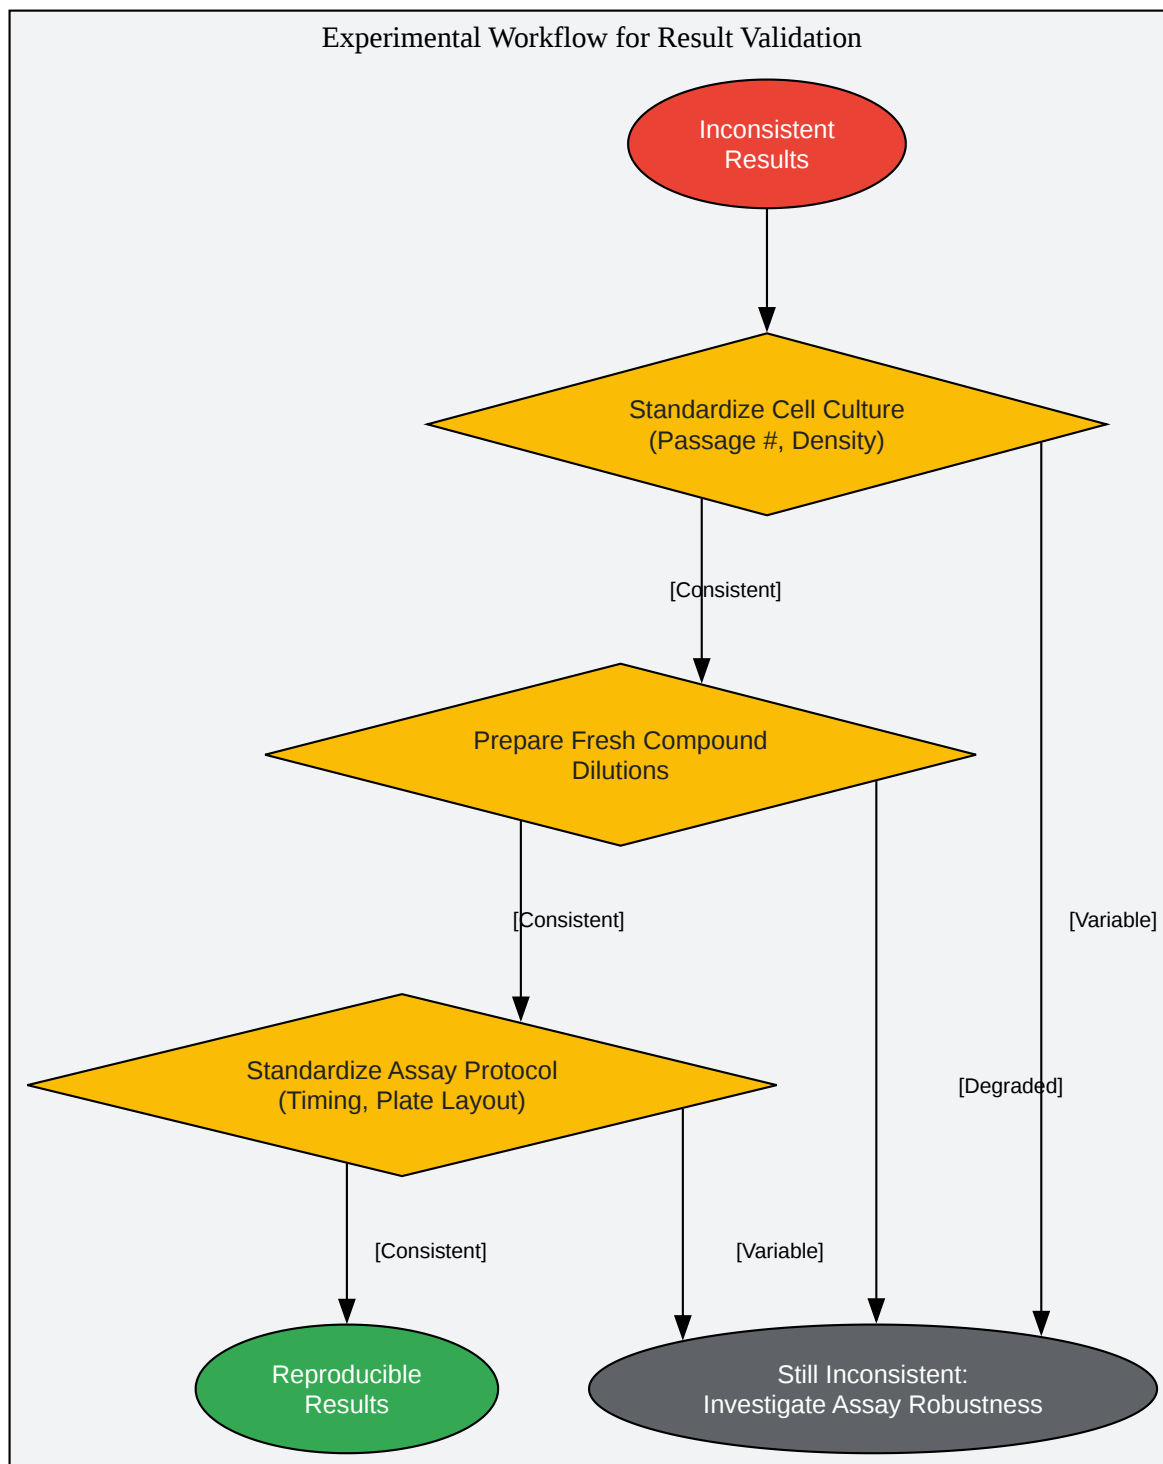 Experimental Workflow for Result Validation
Inconsistent
Results
Standardize Cell Culture
(Passage #, Density)
[Consistent]
Prepare Fresh Compound
Dilutions
[Consistent]
[Variable]
Standardize Assay Protocol
(Timing, Plate Layout)
[Degraded]
[Consistent]
[Variable]
Reproducible
Results
Still Inconsistent:
Investigate Assay Robustness